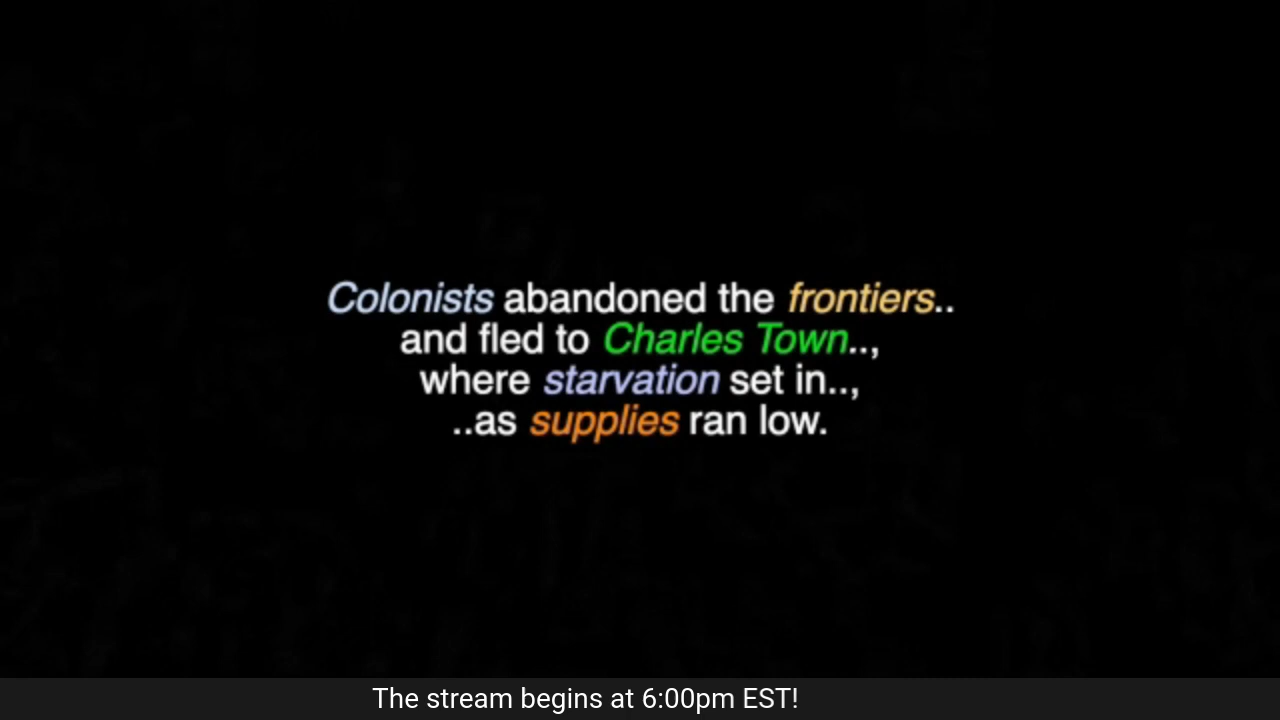 Colonists abandoned the frontiers..
and fled to Charles Town..,
where starvation set in..,
..as supplies ran low.
The stream begins at 6:00pm EST!